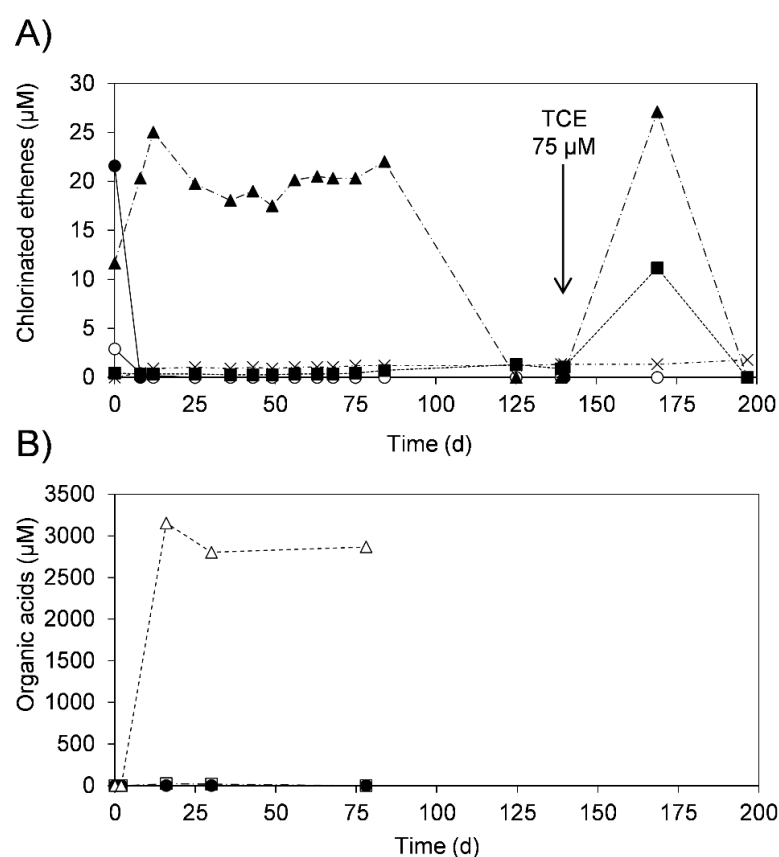 A)
Chlorinated ethenes (µM)
30
25
20
15
10
5
0
TCE
75 µM
0 25 50 75 100 125 150 175 200
Time (d)
B)
Organic acids (µM)
3500
3000
2500
2000
1500
1000
500
0
0 25 50 75 100 125 150 175 200
Time (d)